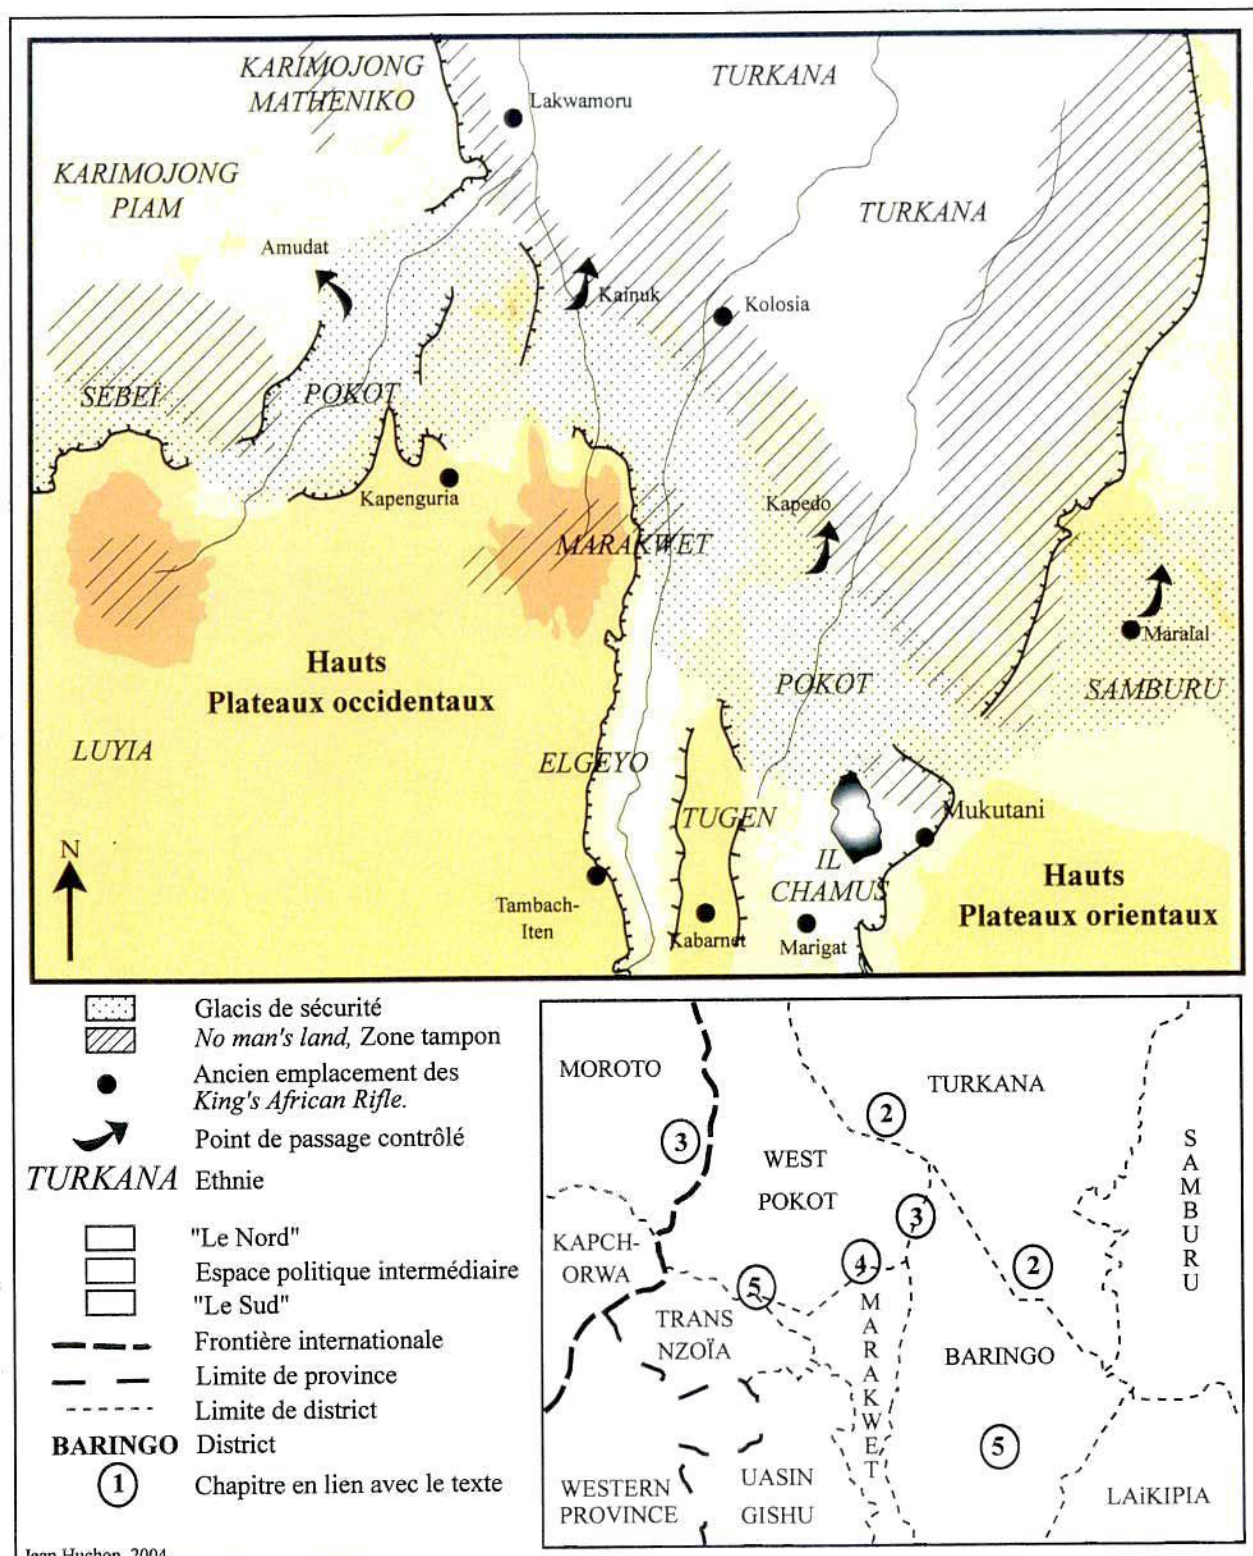 KARIMOJONG
MATHENIKO
TURKANA
Lakwamoru
KARIMOJONG
PIAM
TURKANA
Amudat
Kainuk
Kolosia
SEBEÏ
POKOT
Kapenguria
Kapedo
MARAKWET
Maralal
Hauts
Plateaux occidentaux
POKOT
SAMBURU
LUYIA
ELGEYO
TUGEN
Mukutani
IL
CHAMUS
N
Hauts
Plateaux orientaux
Tambach-
Iten
Kabarnet
Marigat
Glacis de sécurité
No man's land, Zone tampon
Ancien emplacement des
King's African Rifle.
Point de passage contrôlé
TURKANA Ethnie
"Le Nord"
Espace politique intermédiaire
"Le Sud"
Frontière internationale
Limite de province
Limite de district
BARINGO District
1 Chapitre en lien avec le texte
MOROTO
TURKANA
2
3
WEST
POKOT
SAMBURU
3
KAPCH-
ORWA
4
2
5
TRANS
NZOÏA
MARAKWET
BARINGO
5
WESTERN
PROVINCE
UASIN
GISHU
LAiKIPIA
Jean Huchon, 2004